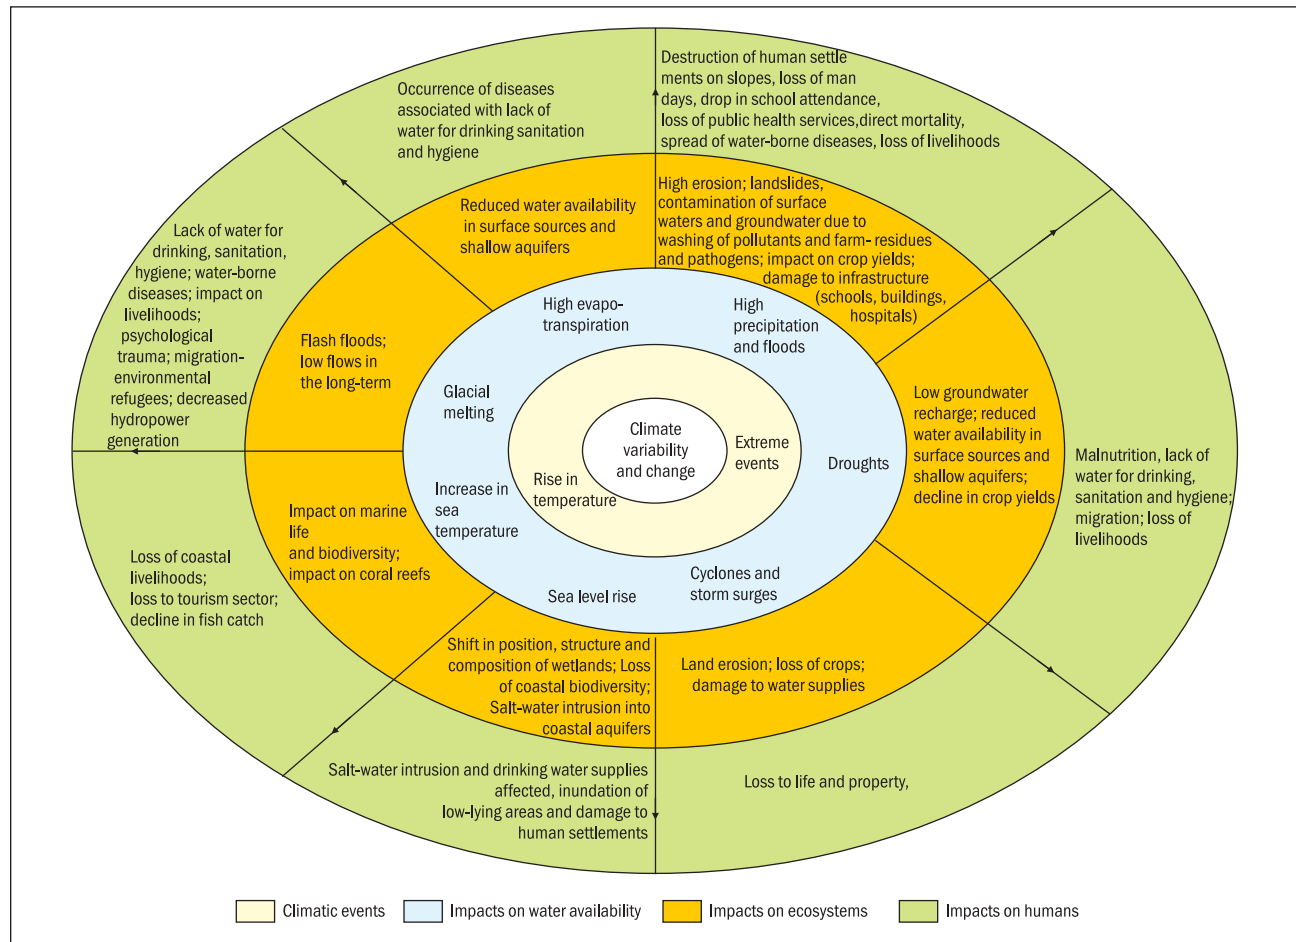 Destruction of human settle
ments on slopes, loss of man
days, drop in school attendance,
loss of public health services,direct mortality,
spread of water-borne diseases, loss of livelihoods
Occurrence of diseases
associated with lack of
water for drinking sanitation
and hygiene
High erosion; landslides,
contamination of surface
waters and groundwater due to
washing of pollutants and farm- residues
and pathogens; impact on crop yields;
damage to infrastructure
(schools, buildings,
hospitals)
Reduced water availability
in surface sources and
shallow aquifers
Lack of water for
drinking, sanitation,
hygiene; water-borne
diseases; impact on
livelihoods;
psychological
trauma; migration-
environmental
refugees; decreased
hydropower
generation
Flash floods;
low flows in
the long-term
High evapo-
transpiration
High
precipitation
and floods
Glacial
melting
Climate
variability
and change
Extreme
events
Rise in
temperature
Droughts
Low groundwater
recharge; reduced
water availability in
surface sources and
shallow aquifers;
decline in crop yields
Malnutrition, lack of
water for drinking,
sanitation and hygiene;
migration; loss of
livelihoods
Increase in
sea
temperature
Impact on marine
life
and biodiversity;
impact on coral reefs
Loss of coastal
livelihoods;
loss to tourism sector;
decline in fish catch
Sea level rise
Cyclones and
storm surges
Shift in position, structure and
composition of wetlands; Loss
of coastal biodiversity;
Salt-water intrusion into
coastal aquifers
Land erosion; loss of crops;
damage to water supplies
Salt-water intrusion and drinking water supplies
affected, inundation of
low-lying areas and damage to
human settlements
Loss to life and property,
Climatic events
Impacts on water availability
Impacts on ecosystems
Impacts on humans